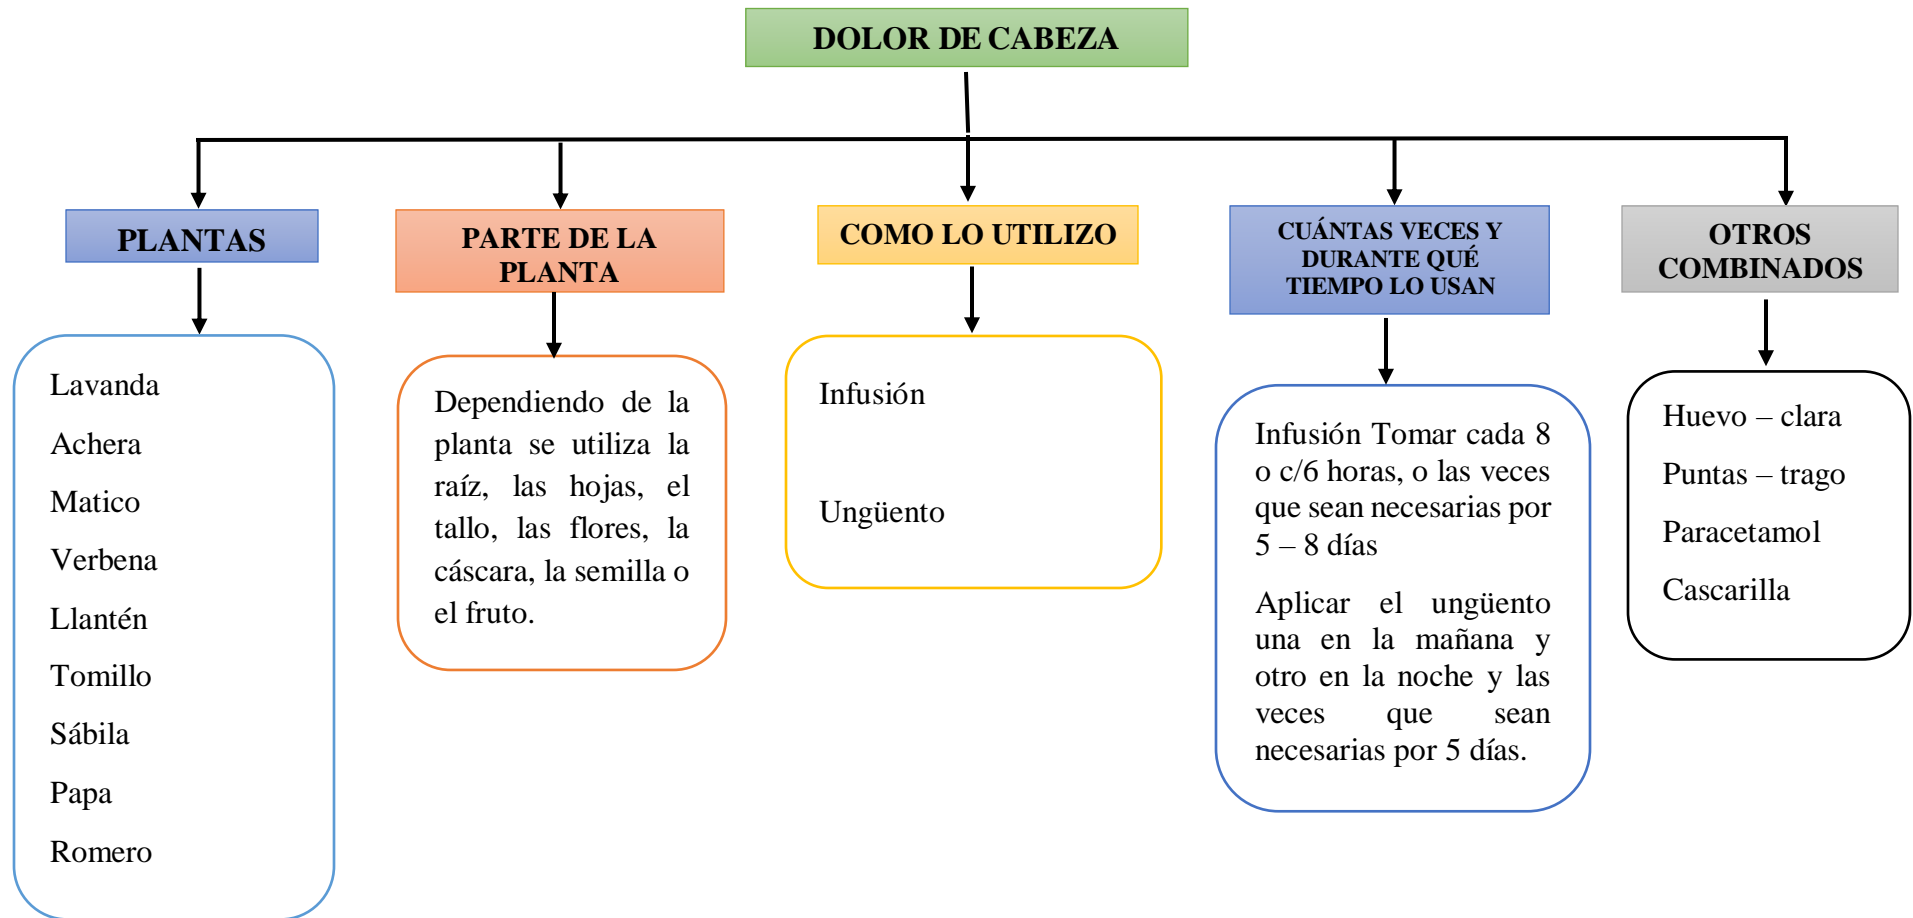 DOLOR DE CABEZA
PLANTAS
Lavanda
Achera
Matico
Verbena
Llantén
Tomillo
Sábila
Papa
Romero
PARTE DE LA
PLANTA
Dependiendo de la
planta se utiliza la
raíz, las hojas, el
tallo, las flores, la
cáscara, la semilla o
el fruto.
COMO LO UTILIZO
Infusión
Ungüento
CUÁNTAS VECES Y
DURANTE QUÉ
TIEMPO LO USAN
Infusión Tomar cada 8
o c/6 horas, o las veces
que sean necesarias por
5 – 8 días
Aplicar el ungüento
una en la mañana y
otro en la noche y las
veces que sean
necesarias por 5 días.
OTROS
COMBINADOS
Huevo – clara
Puntas – trago
Paracetamol
Cascarilla